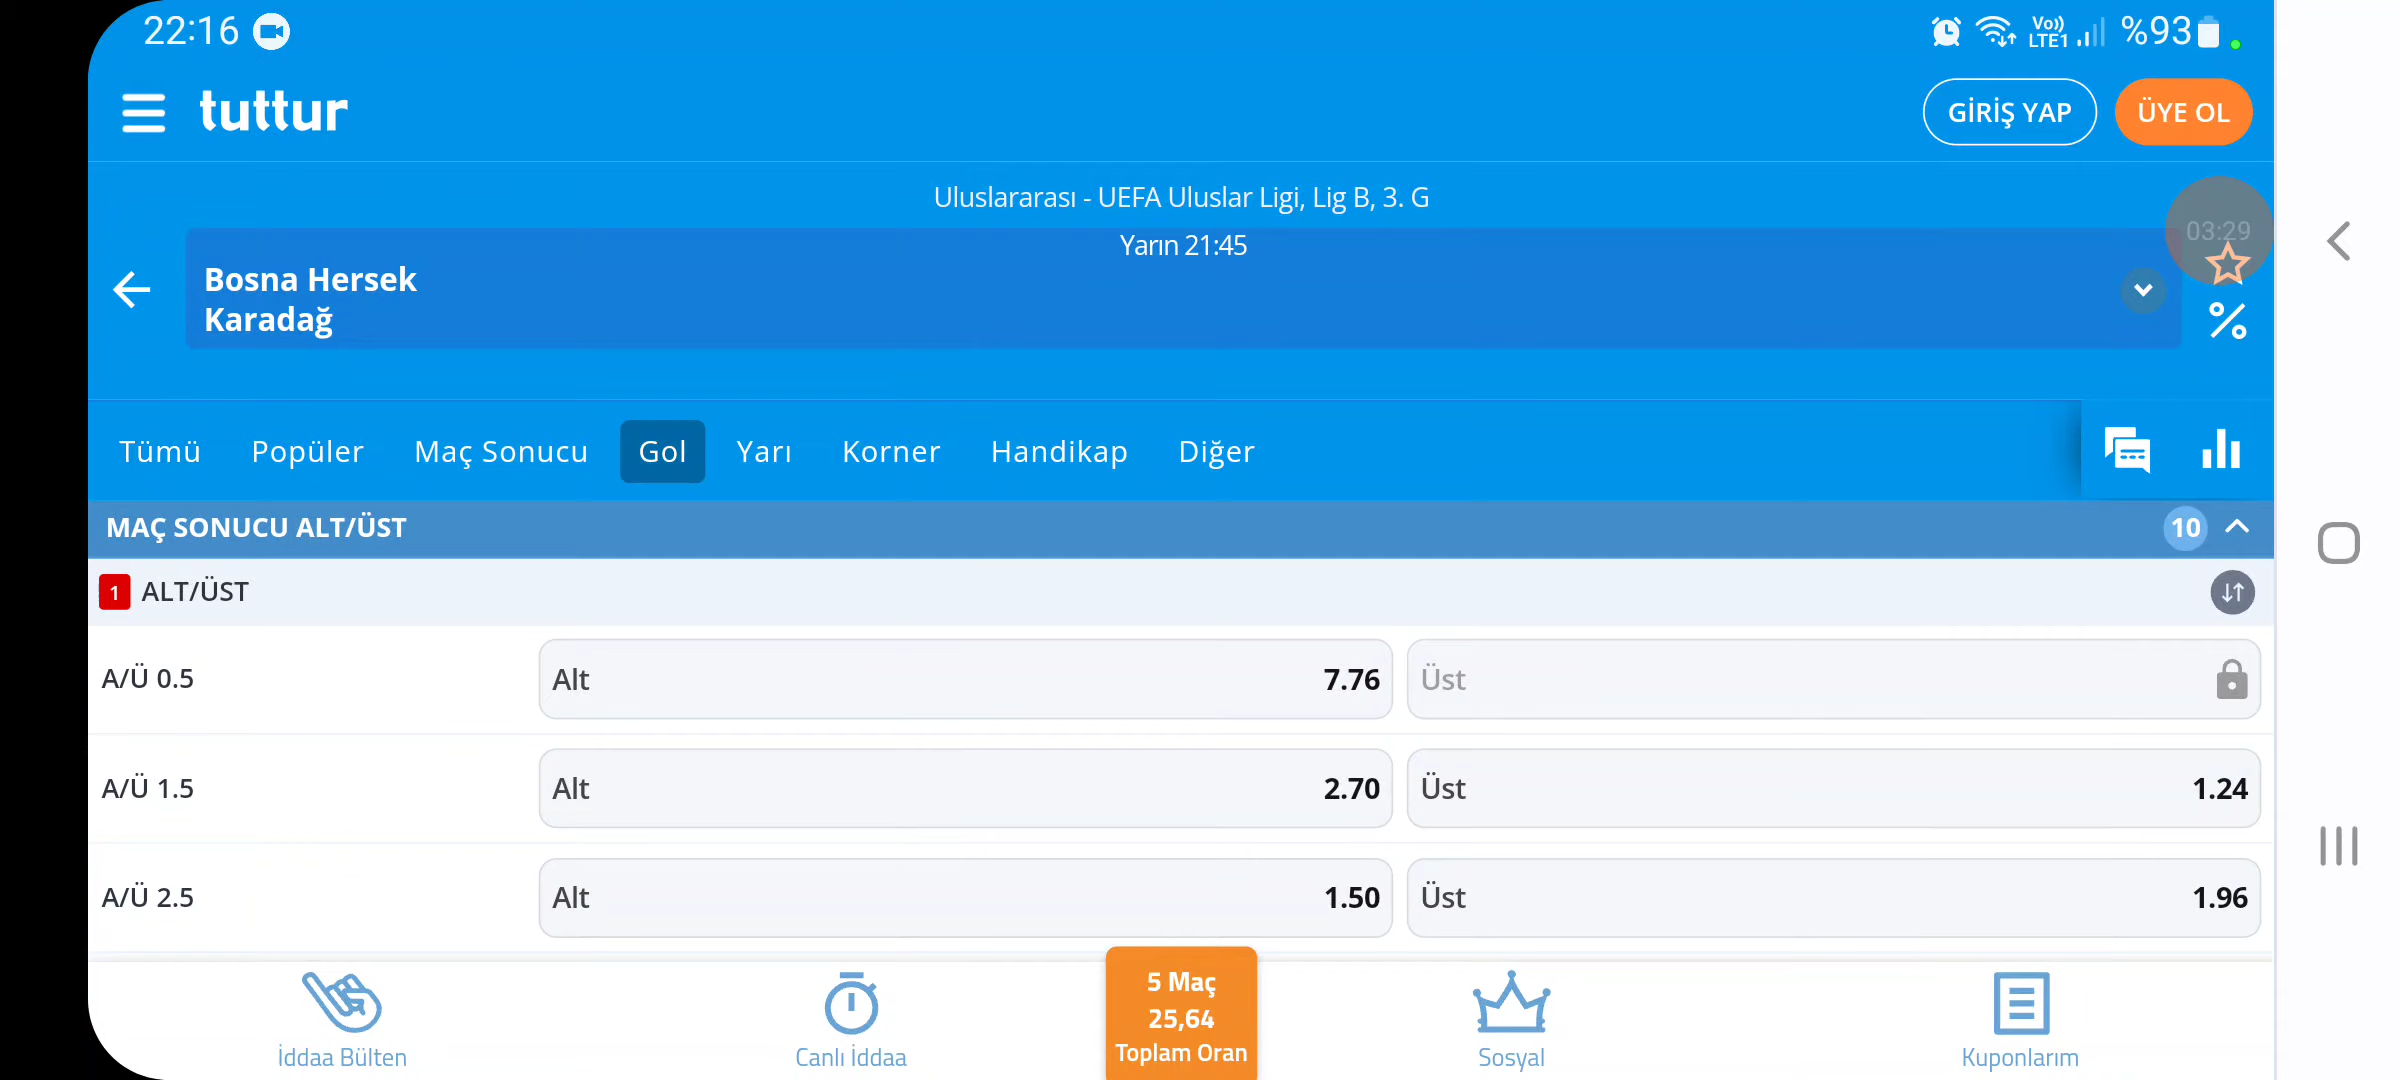 22:16
Vo)) LTE1 %93
tuttur
GİRİŞ YAP
ÜYE OL
Uluslararası - UEFA Uluslar Ligi, Lig B, 3. G
Yarın 21:45
03:29
Bosna Hersek
Karadağ
Tümü Popüler Maç Sonucu Gol Yarı Korner Handikap Diğer
MAÇ SONUCU ALT/ÜST 10
1 ALT/ÜST
A/Ü 0.5 Alt 7.76 Üst
A/Ü 1.5 Alt 2.70 Üst 1.24
A/Ü 2.5 Alt 1.50 Üst 1.96
5 Maç
25,64
Toplam Oran
İddaa Bülten
Canlı İddaa
Sosyal
Kuponlarım